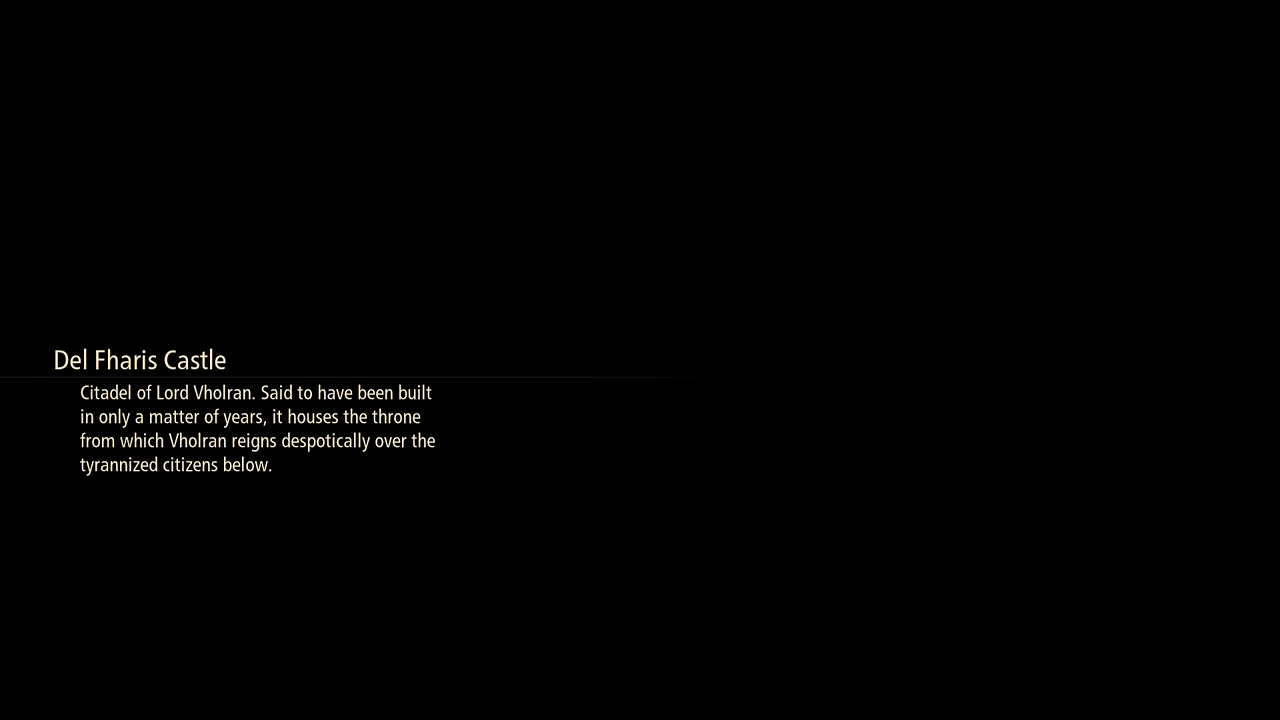 Del Fharis Castle
Citadel of Lord Vholran. Said to have been built
in only a matter of years, it houses the throne
from which Vholran reigns despotically over the
tyrannized citizens below.